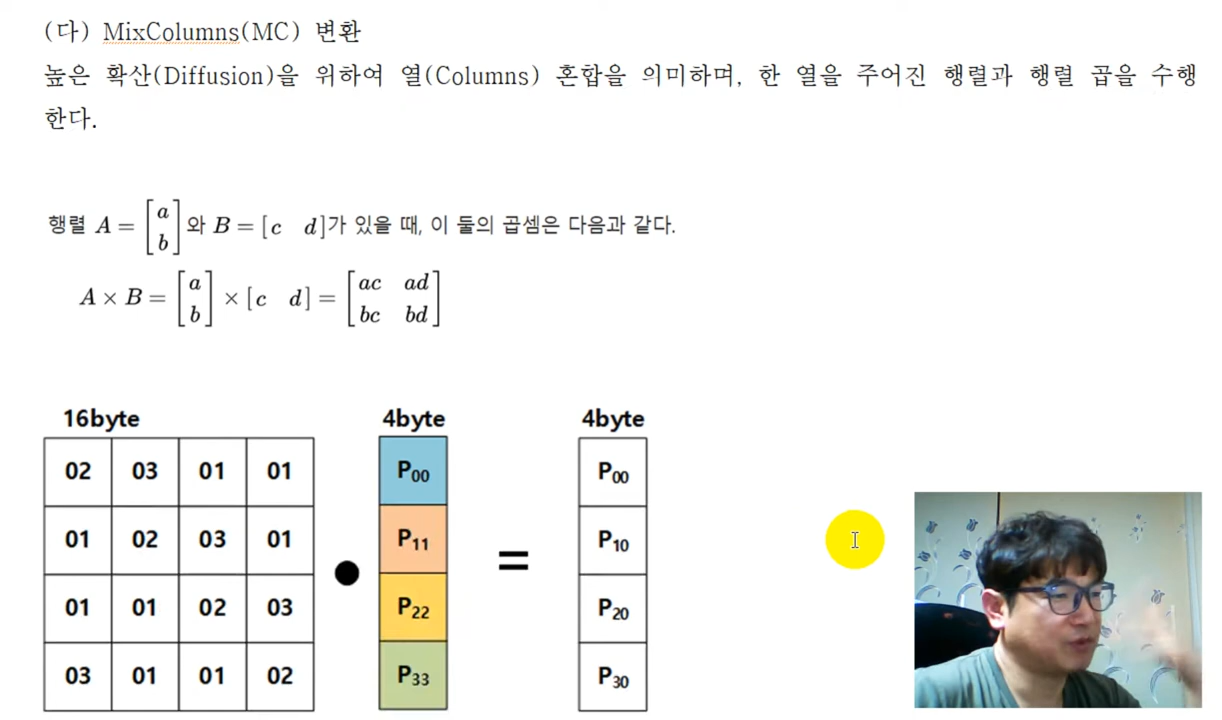 (다) MixColumns(MC) 변환
높은 확산(Diffusion)을 위하여 열(Columns) 혼합을 의미하며, 한 열을 주어진 행렬과 행렬 곱을 수행
한다.
행렬 A = [a b] 와 B = [c d]가 있을 때, 이 둘의 곱셈은 다음과 같다.
A × B = [a b] × [c d] = [ac ad bc bd]
16byte 4byte 4byte
02 03 01 01 P00 P00
01 02 03 01 P11 P10
● =
01 01 02 03 P22 P20
03 01 01 02 P33 P30